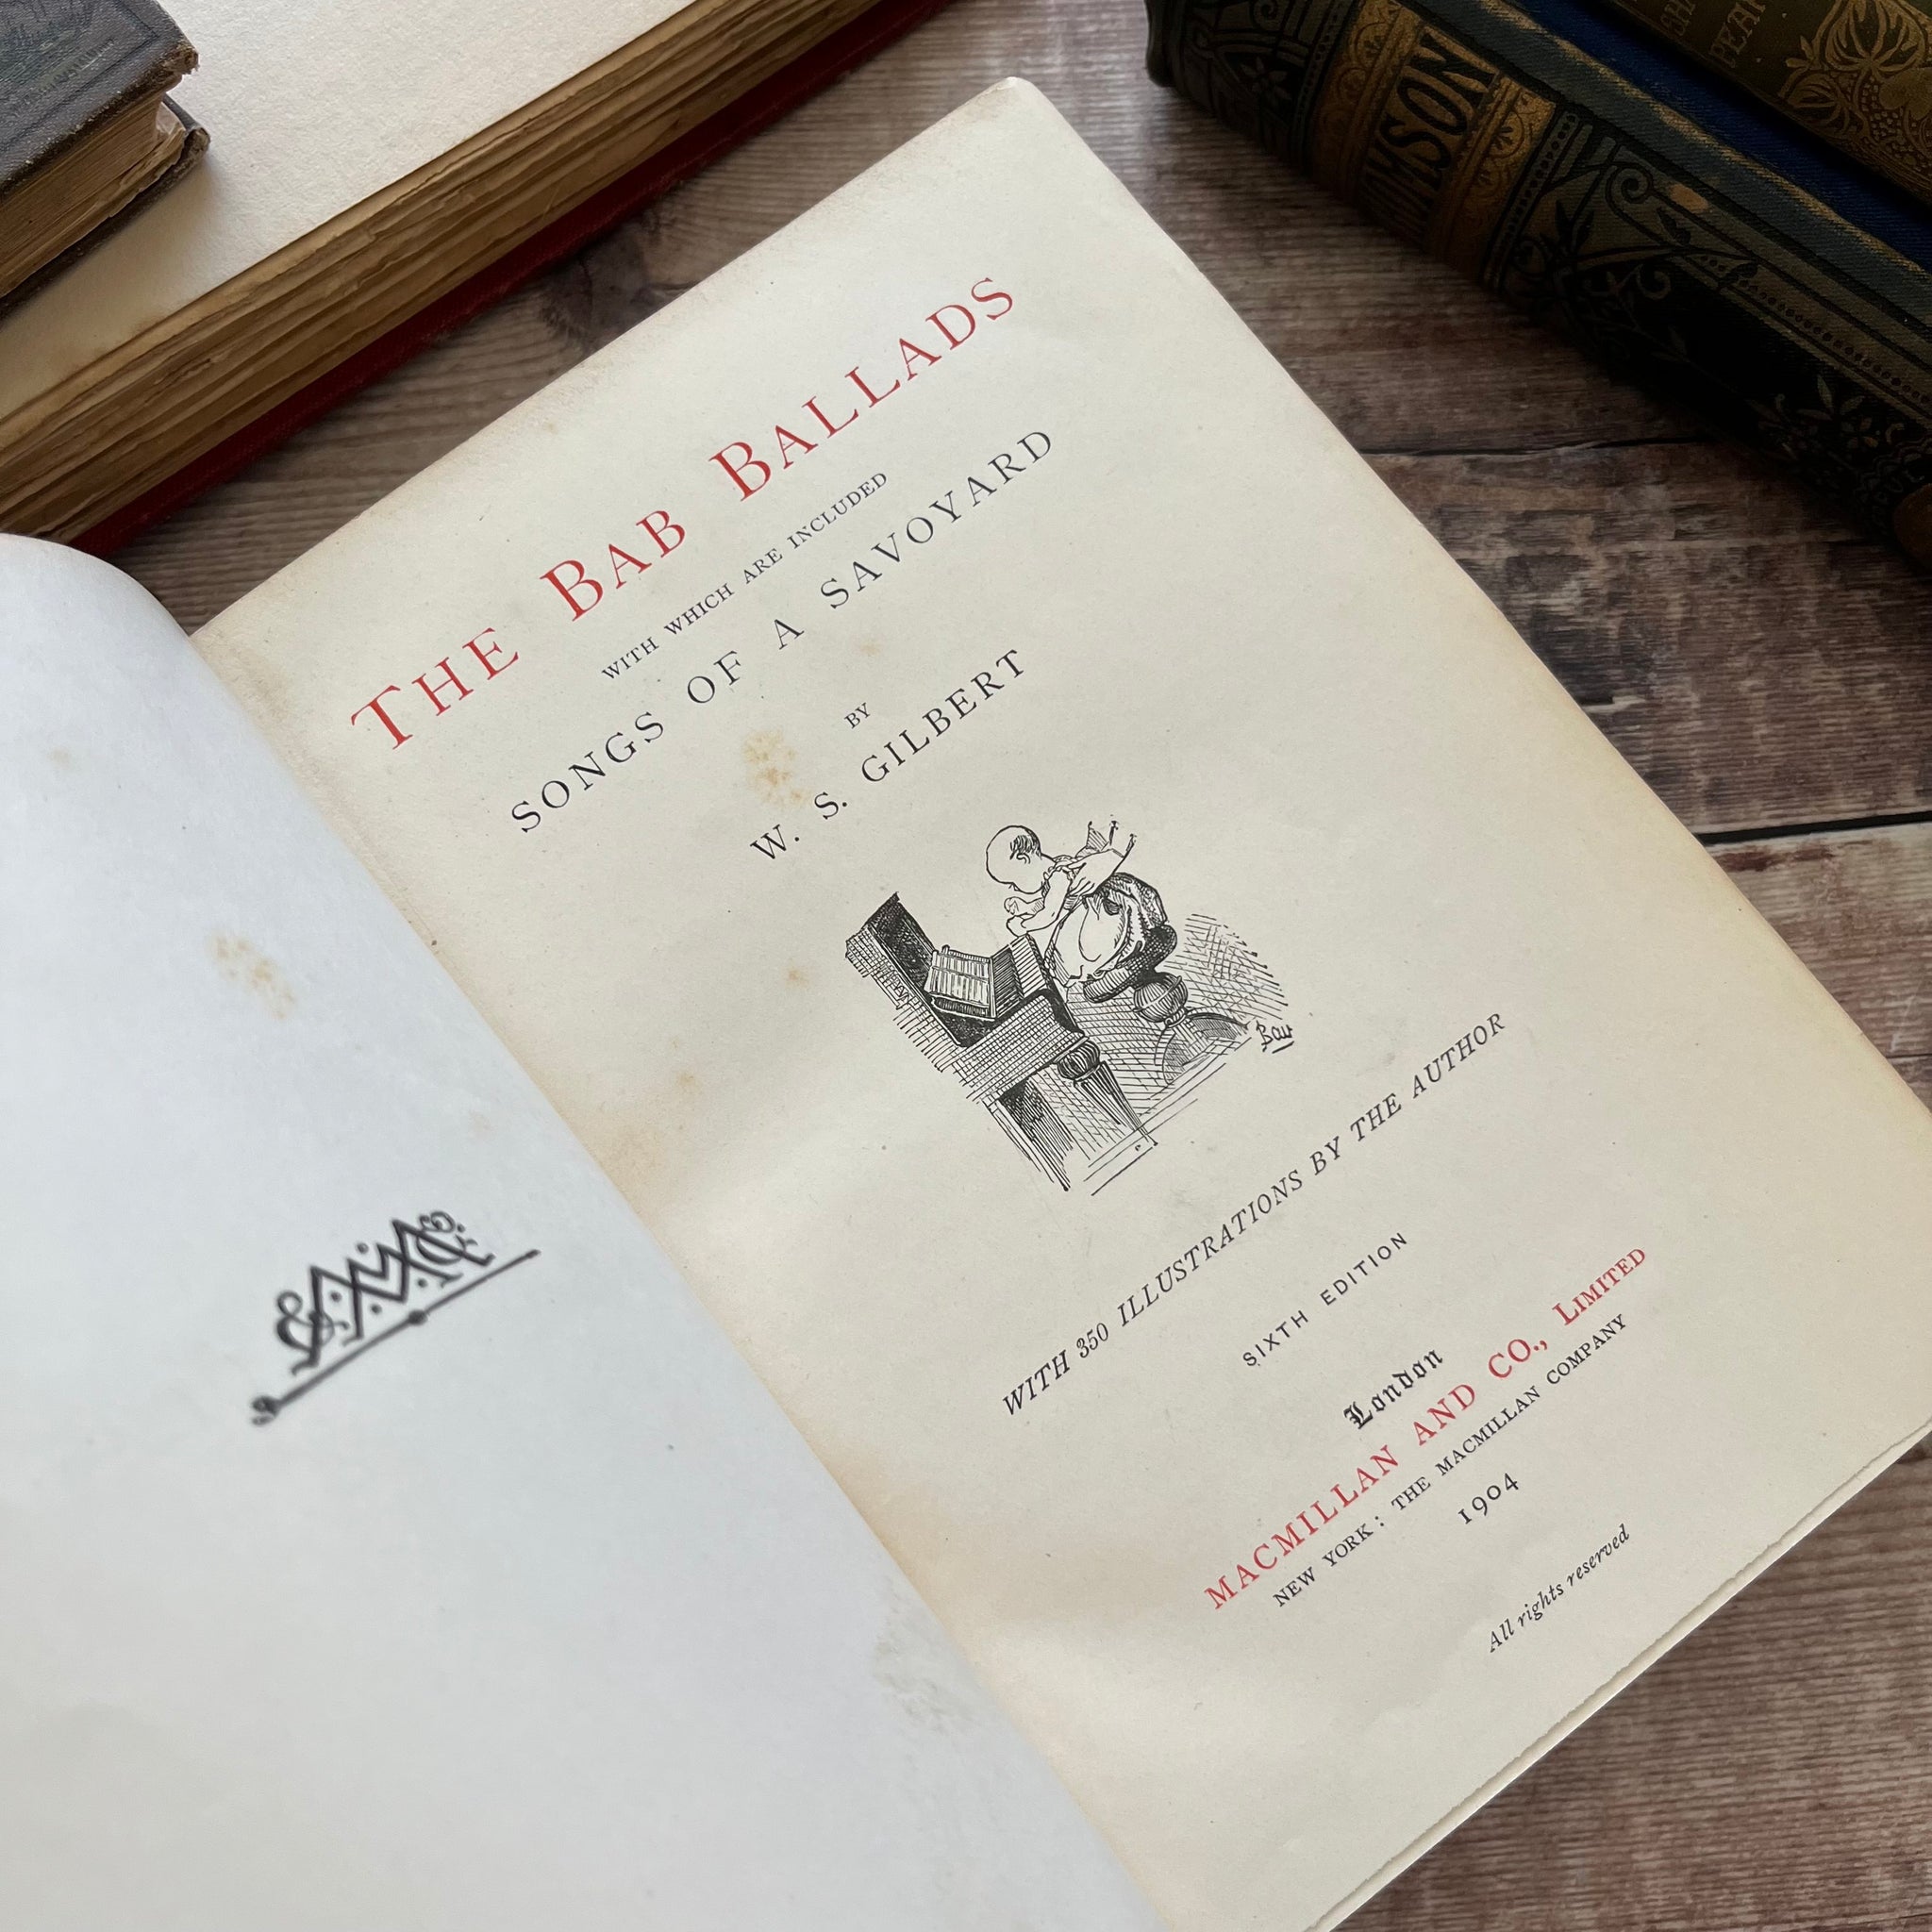 THE BAB BALLADS
WITH WHICH ARE INCLUDED
SONGS OF A SAVOYARD
BY
W. S. GILBERT
Bab
WITH 350 ILLUSTRATIONS BY THE AUTHOR
SIXTH EDITION
London
MACMILLAN AND CO., LIMITED
NEW YORK: THE MACMILLAN COMPANY
1904
All rights reserved